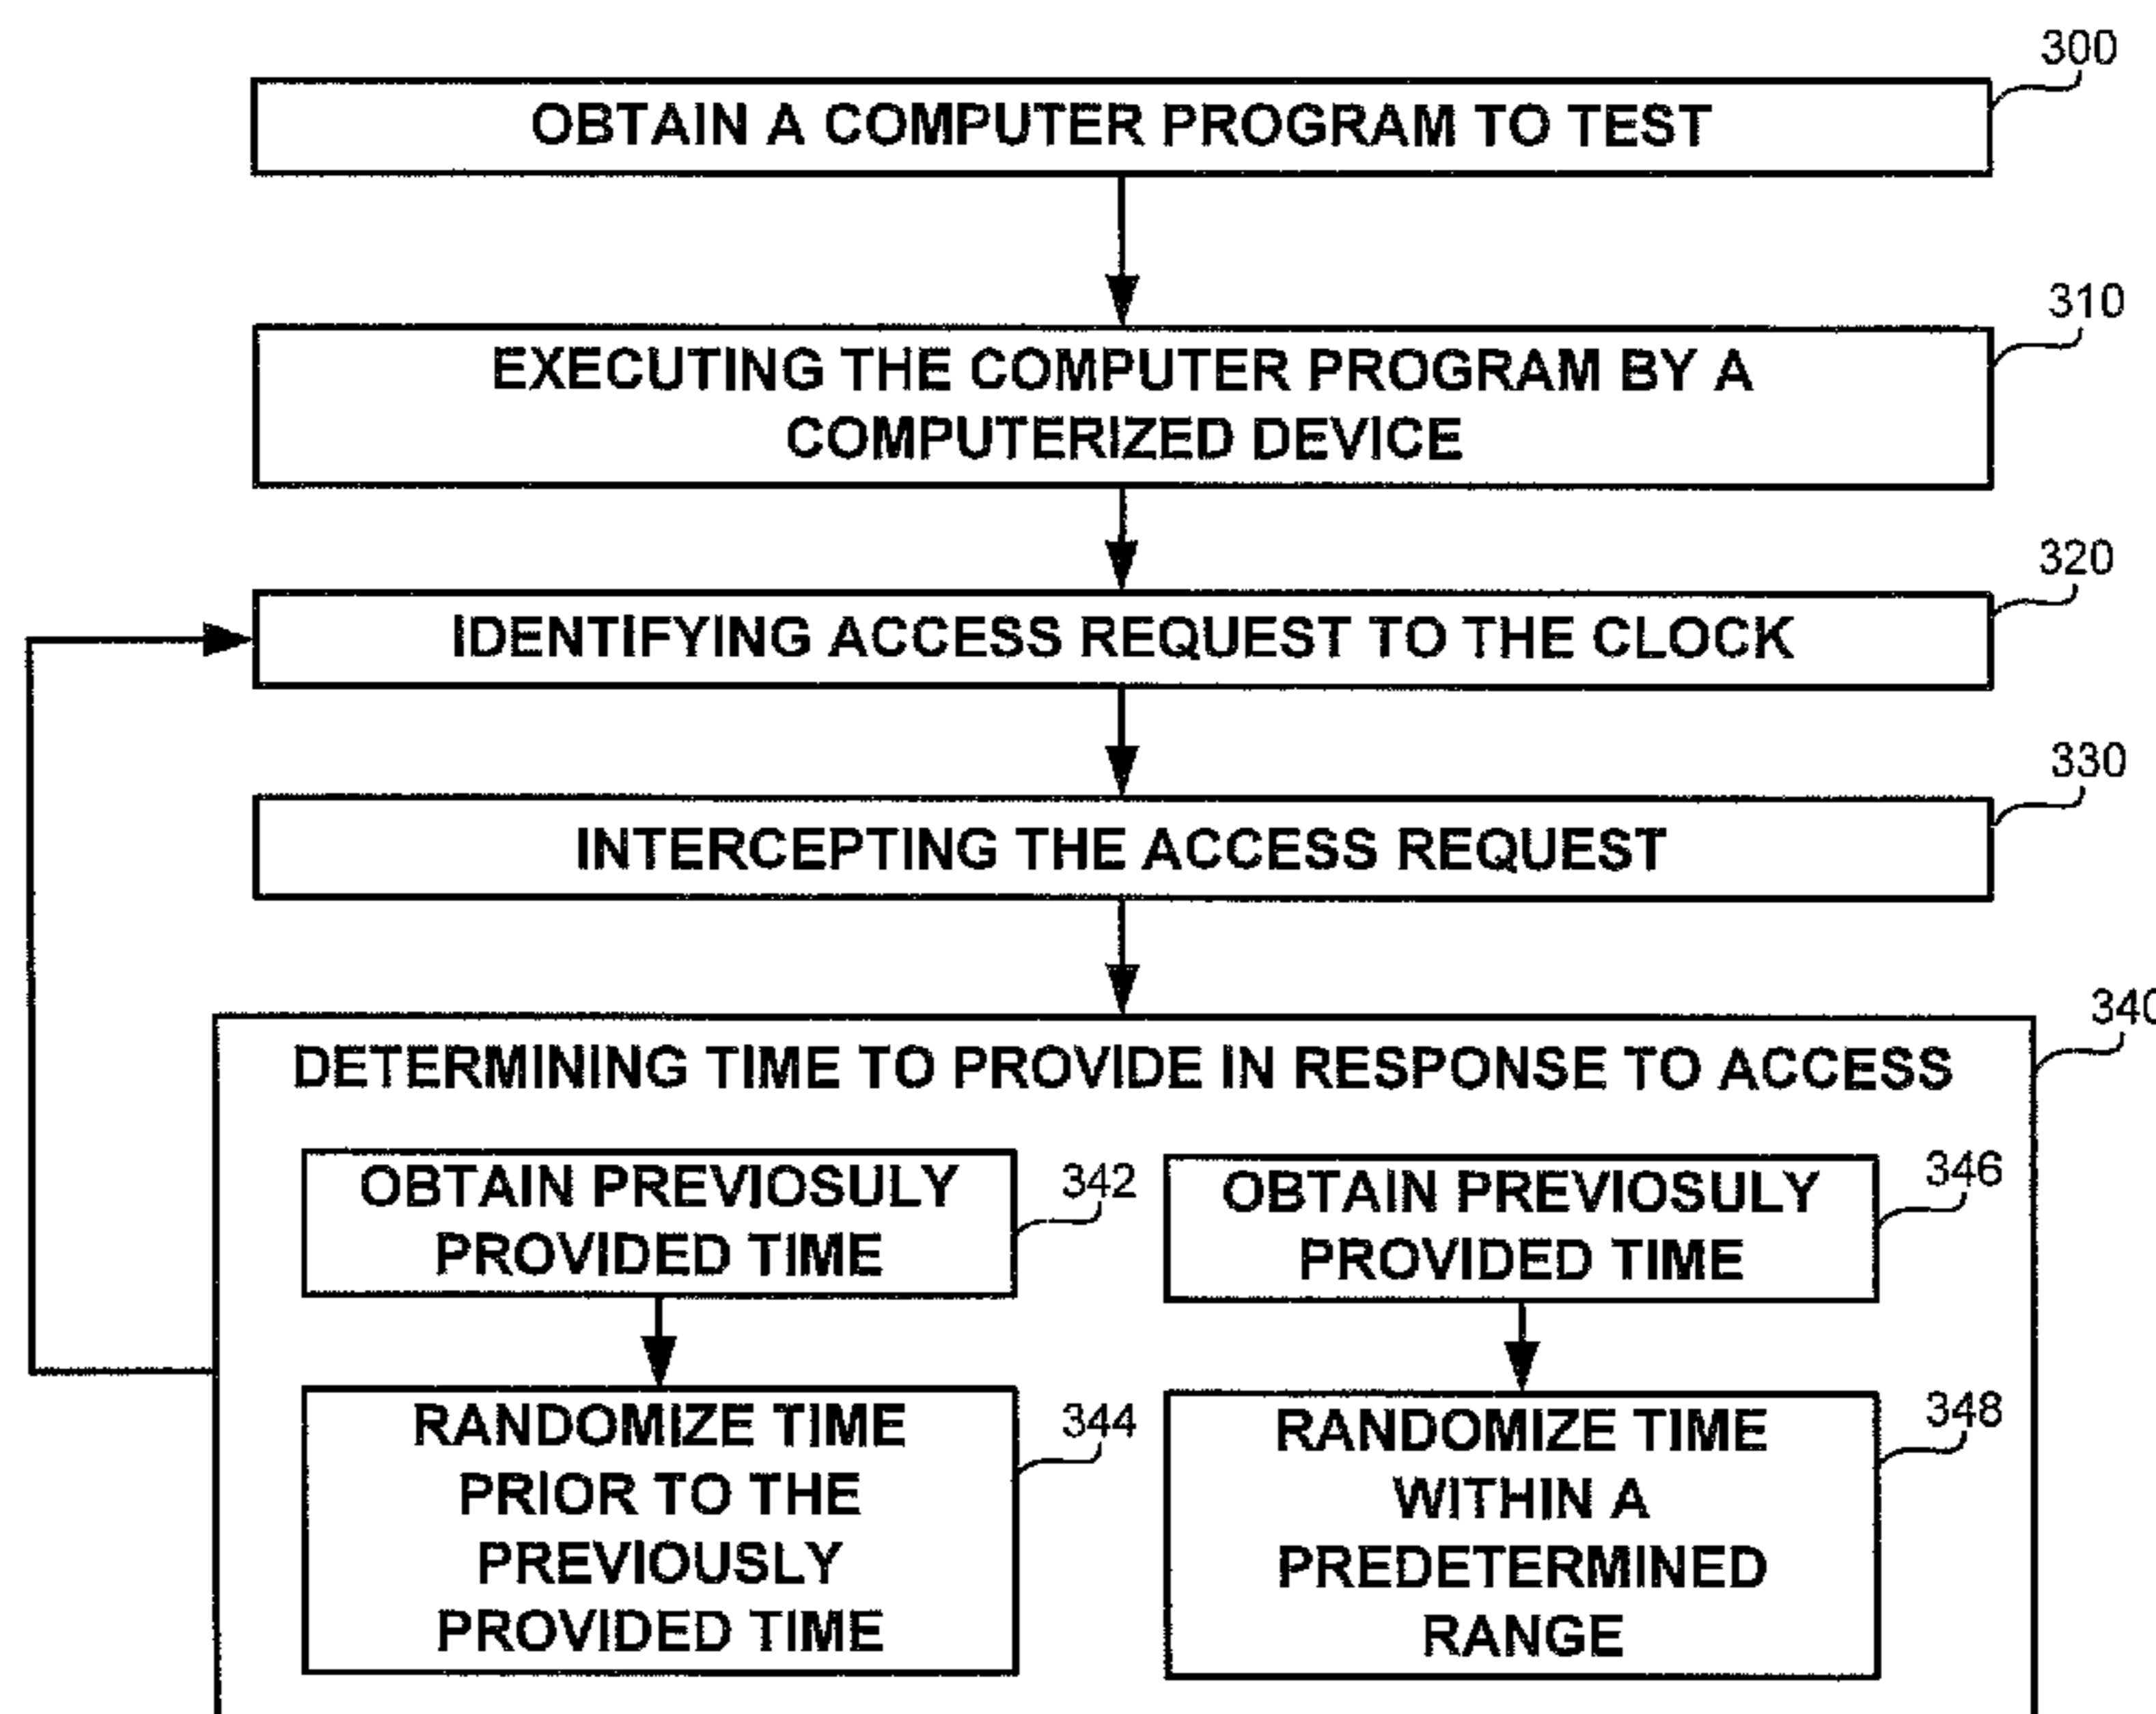 300
OBTAIN A COMPUTER PROGRAM TO TEST
310
EXECUTING THE COMPUTER PROGRAM BY A
COMPUTERIZED DEVICE
320
IDENTIFYING ACCESS REQUEST TO THE CLOCK
330
INTERCEPTING THE ACCESS REQUEST
340
DETERMINING TIME TO PROVIDE IN RESPONSE TO ACCESS
OBTAIN PREVIOSULY
PROVIDED TIME
342
RANDOMIZE TIME
PRIOR TO THE
PREVIOUSLY
PROVIDED TIME
344
OBTAIN PREVIOSULY
PROVIDED TIME
346
RANDOMIZE TIME
WITHIN A
PREDETERMINED
RANGE
348